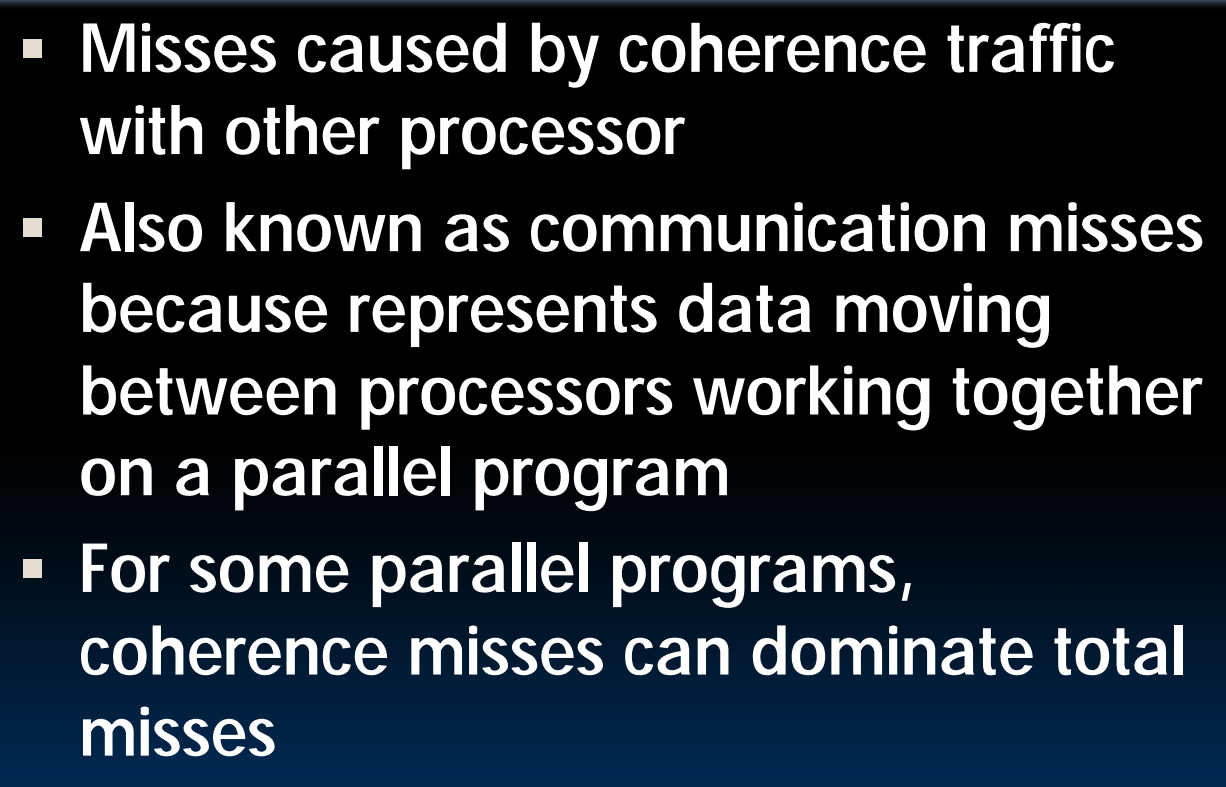 ▪ Misses caused by coherence traffic
with other processor
▪ Also known as communication misses
because represents data moving
between processors working together
on a parallel program
▪ For some parallel programs,
coherence misses can dominate total
misses